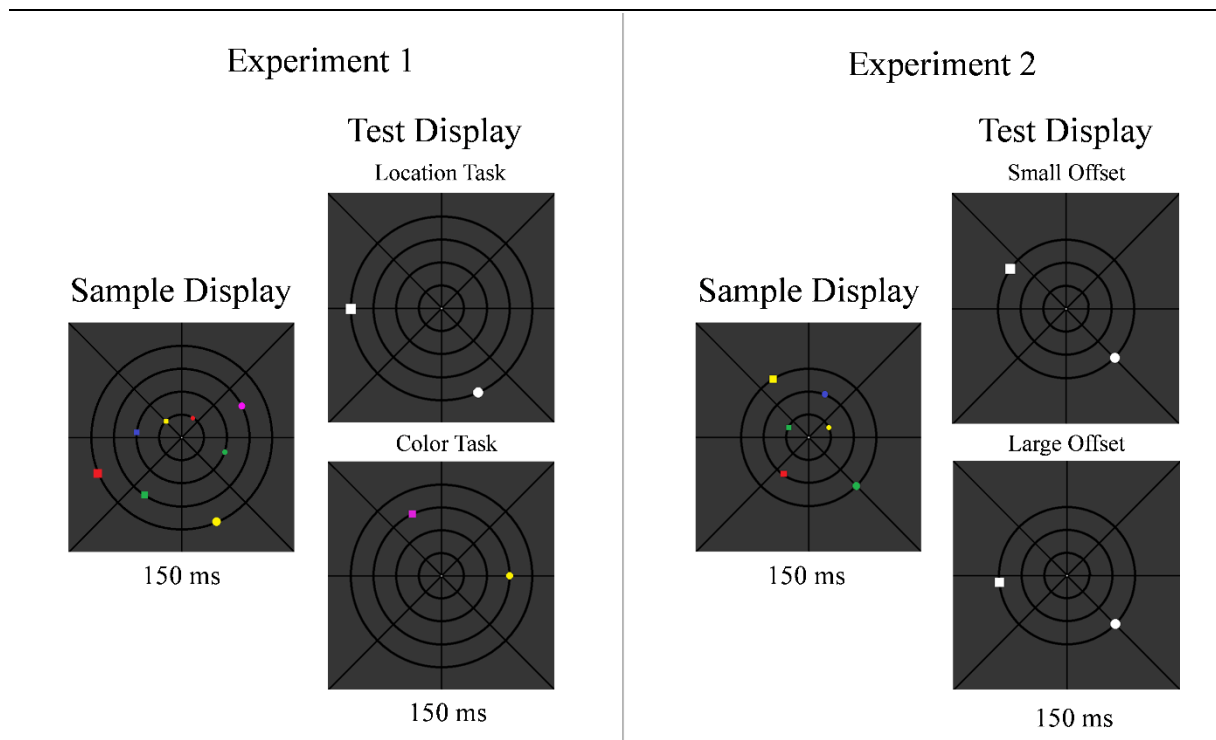 Experiment 1
Test Display
Location Task
Sample Display
Color Task
150 ms
150 ms
Experiment 2
Test Display
Small Offset
Sample Display
Large Offset
150 ms
150 ms